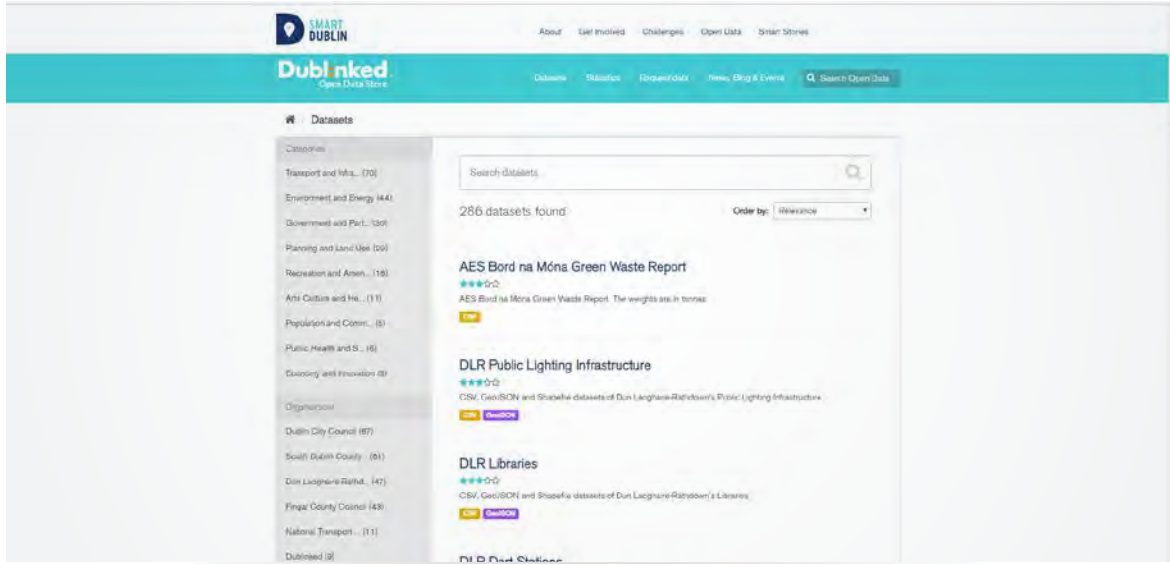 SMART
DUBLIN
About Get Involved Challenges Open Data Smart Stories
Dublinked
Open Data Store
Datasets Statistics Request data News, Blog & Events Search Open Data
Datasets
Categories
Transport and Infra... (70)
Environment and Energy (44)
Government and Part...
Planning and Land Use
Recreation and Amen... (16)
Arts Culture and He... (11)
Population and Comm...
Public Health and S... (6)
Economy and Innovation
Organisations
Dublin City Council (87)
South Dublin County... (61)
Dun Laoghaire-Rathd... (47)
Fingal County Council (43)
National Transport ... (11)
Dublinked (9)
Search datasets...
286 datasets found
Order by: Relevance
AES Bord na Móna Green Waste Report
AES Bord na Mona Green Waste Report. The weights are in tonnes.
CSV
DLR Public Lighting Infrastructure
CSV, GeoJSON and Shapefile datasets of Dun Laoghaire-Rathdown's Public Lighting Infrastructure
CSV GeoJSON
DLR Libraries
CSV, GeoJSON and Shapefile datasets of Dun Laoghaire-Rathdown's Libraries
CSV GeoJSON
DLR Dart Stations